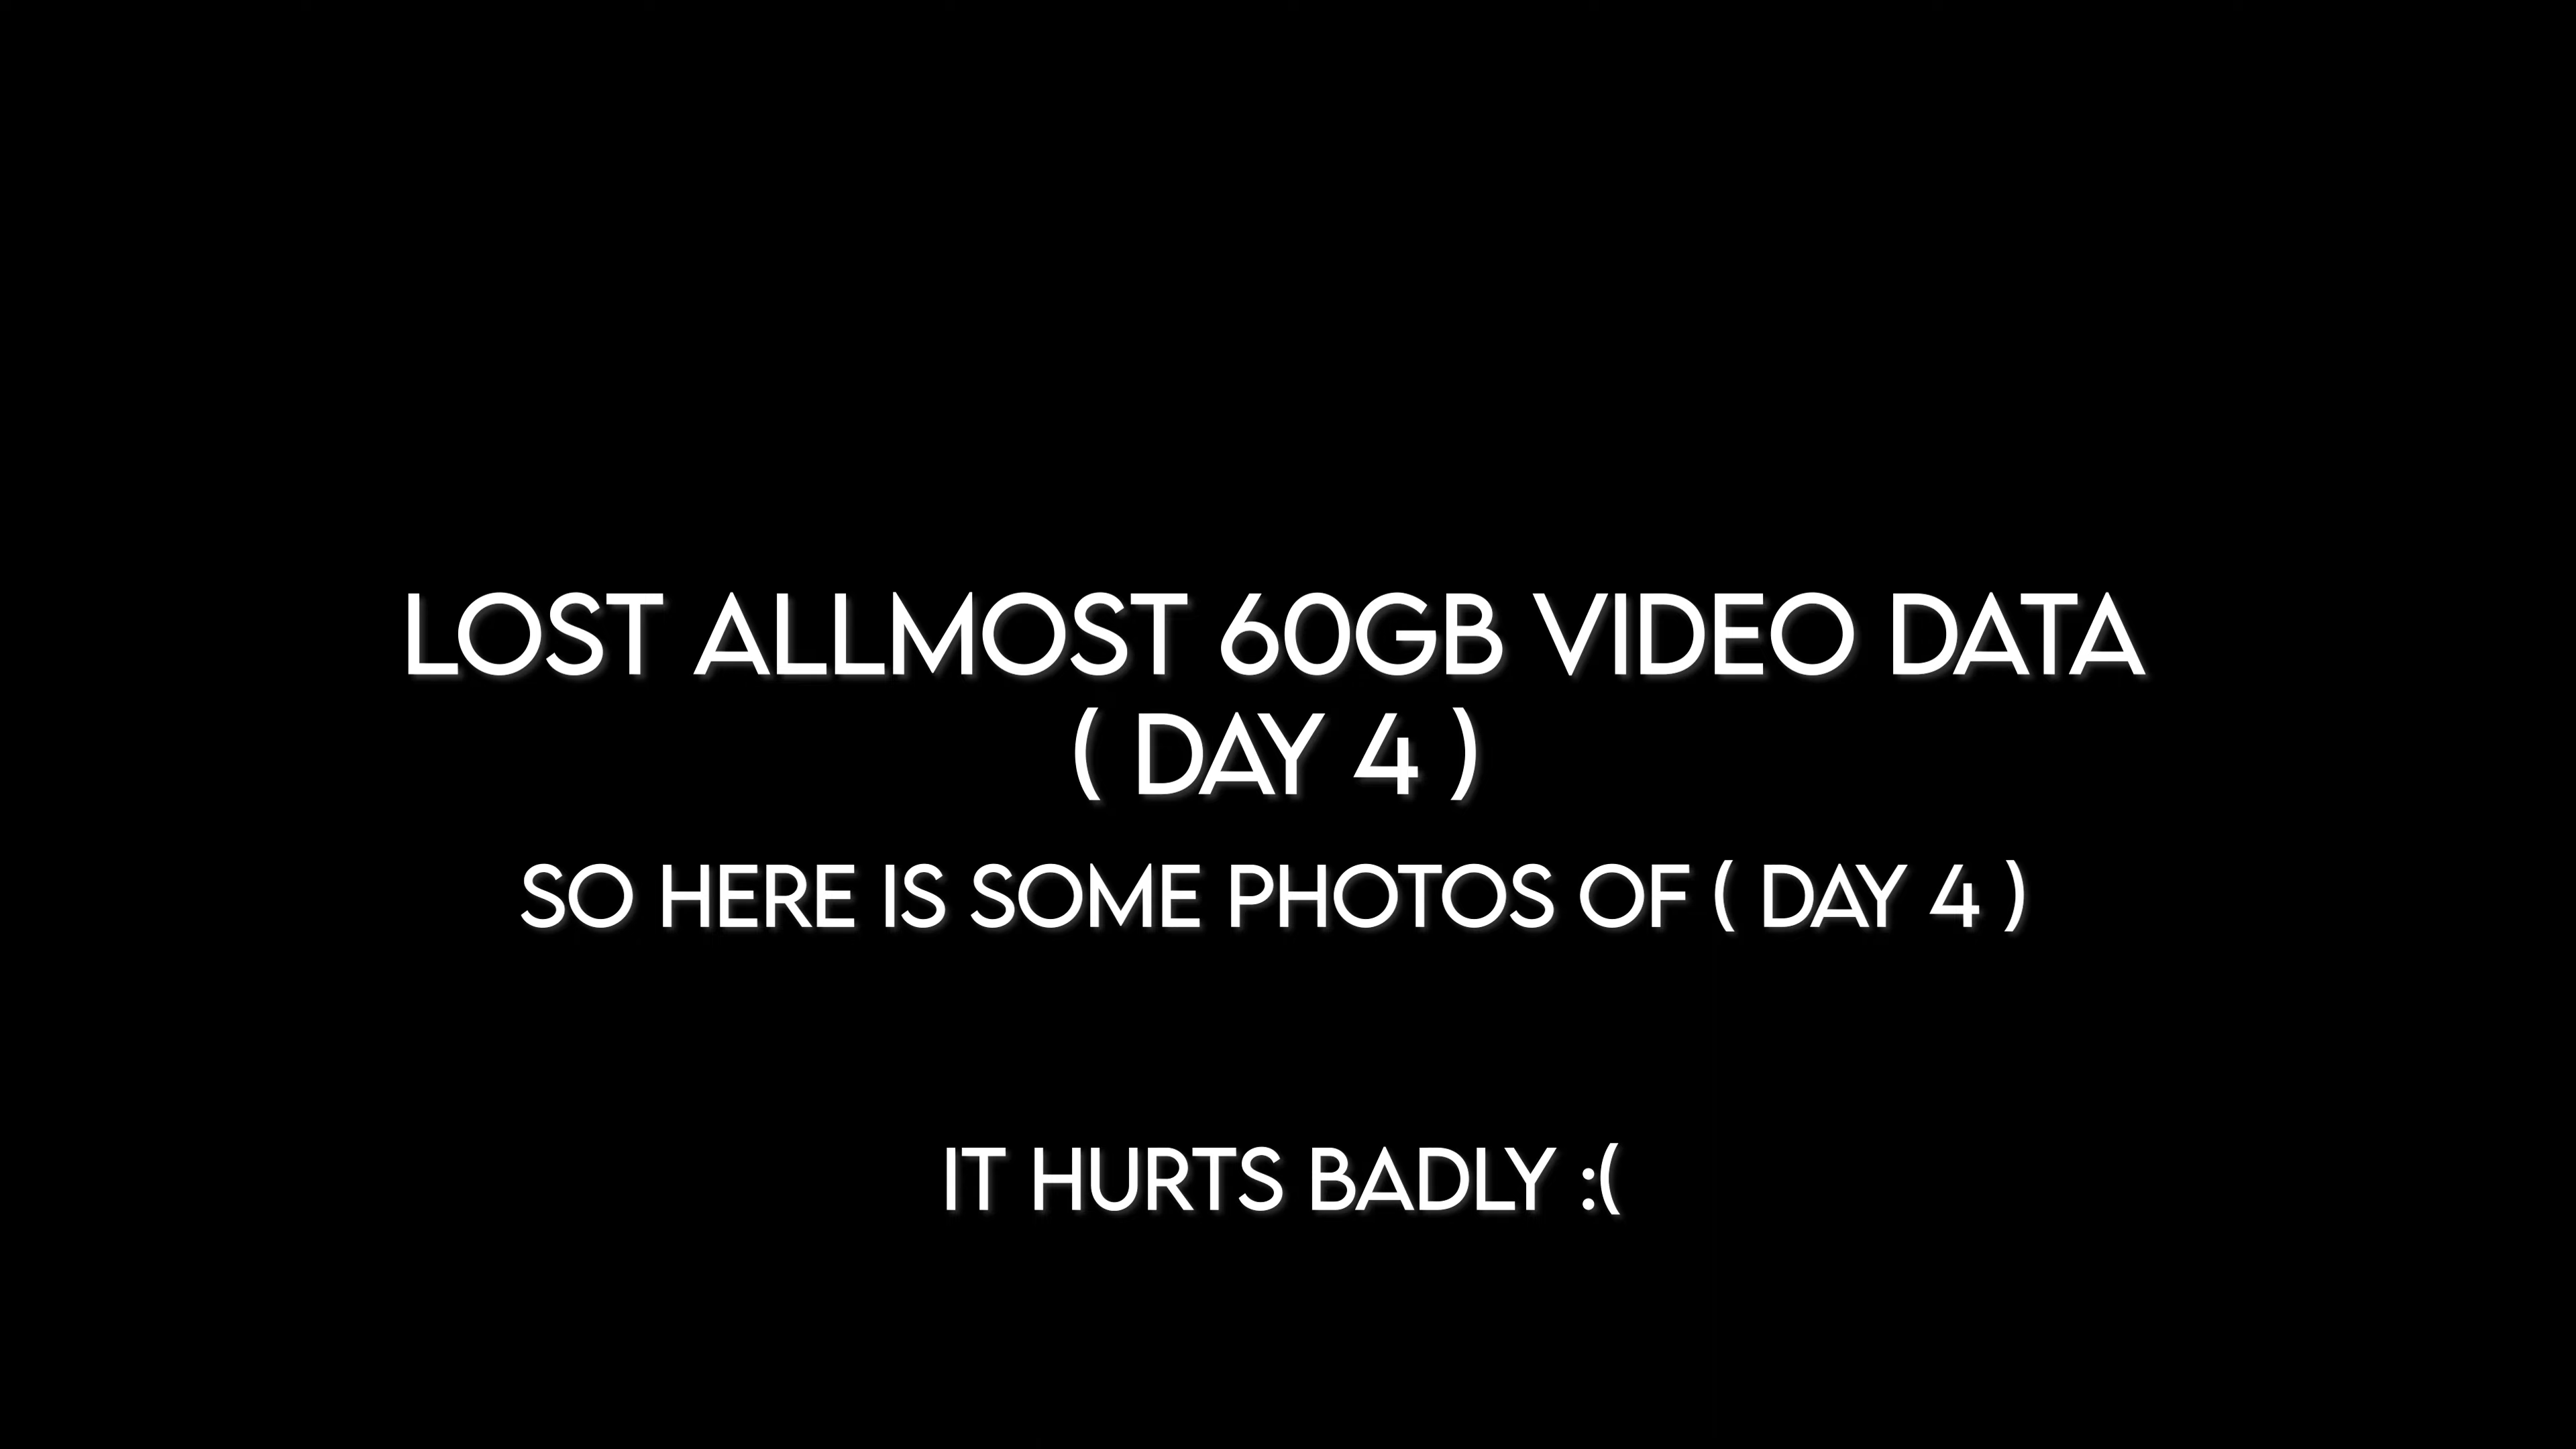 LOST ALLMOST 60GB VIDEO DATA
( DAY 4 )
SO HERE IS SOME PHOTOS OF ( DAY 4 )
IT HURTS BADLY :(